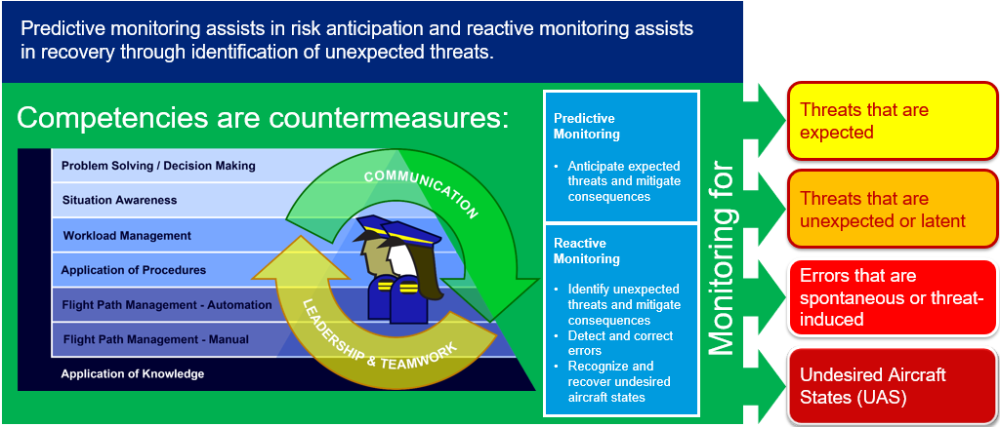 Predictive monitoring assists in risk anticipation and reactive monitoring assists
in recovery through identification of unexpected threats.
Competencies are countermeasures:
Problem Solving / Decision Making
Situation Awareness
Workload Management
Application of Procedures
Flight Path Management - Automation
Flight Path Management - Manual
Application of Knowledge
COMMUNICATION
LEADERSHIP & TEAMWORK
Predictive
Monitoring
• Anticipate expected
threats and mitigate
consequences
Reactive
Monitoring
• Identify unexpected
threats and mitigate
consequences
• Detect and correct
errors
• Recognize and
recover undesired
aircraft states
Monitoring for
Threats that are
expected
Threats that are
unexpected or latent
Errors that are
spontaneous or threat-
induced
Undesired Aircraft
States (UAS)